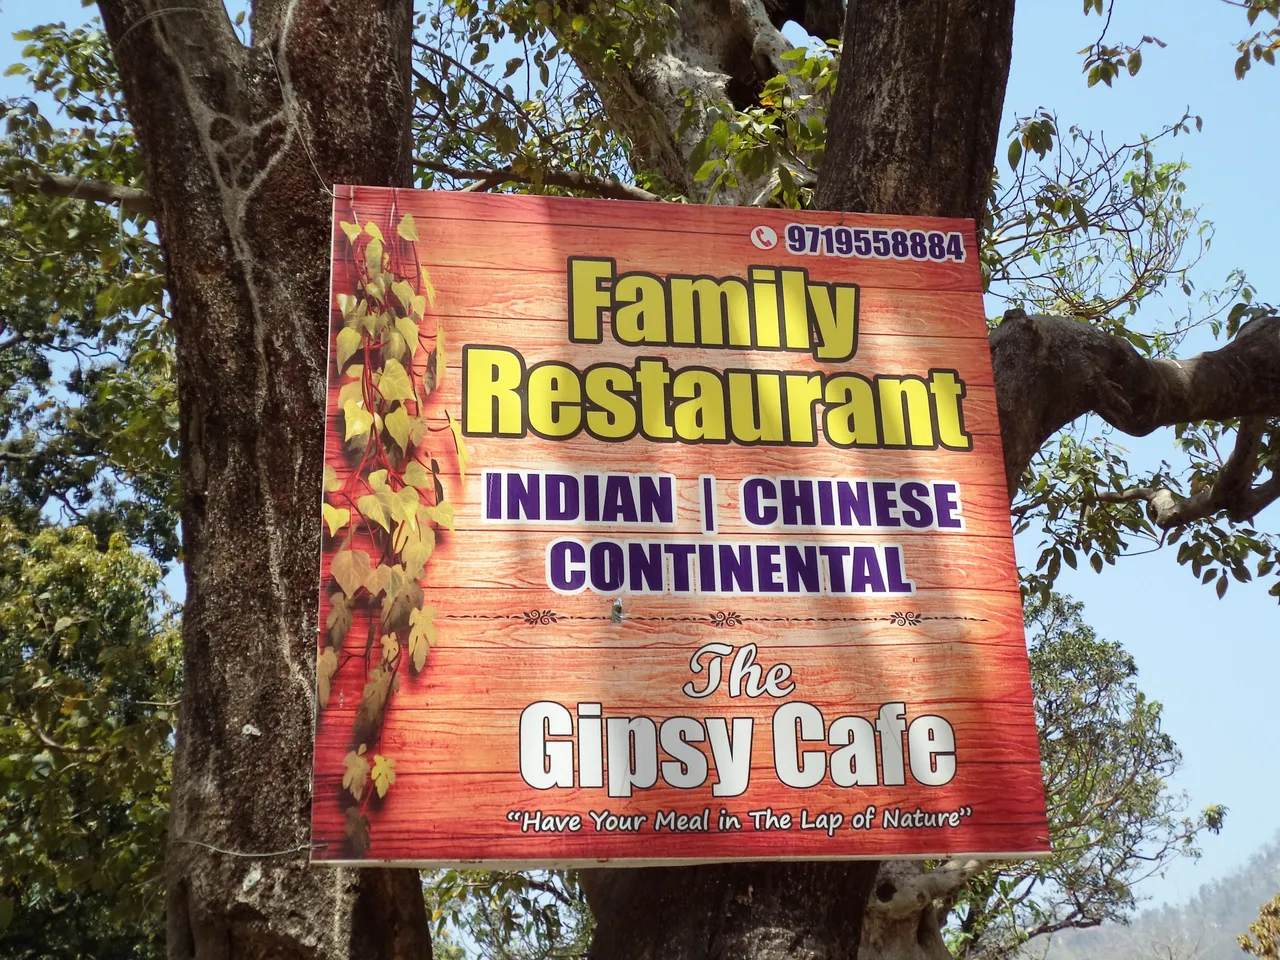 9719558884
Family
Restaurant
INDIAN | CHINESE
CONTINENTAL
The
Gipsy Cafe
“Have Your Meal in The Lap of Nature”